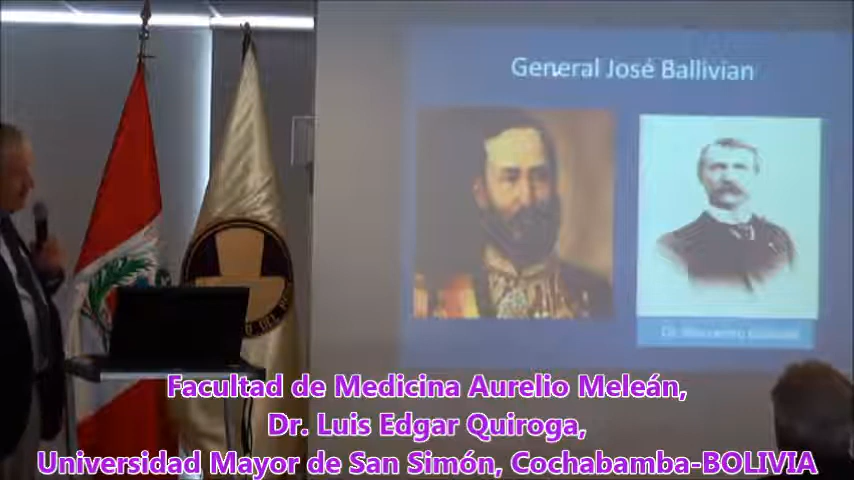 General José Ballivian
Facultad de Medicina Aurelio Meleán,
Dr. Luis Edgar Quiroga,
Universidad Mayor de San Simón, Cochabamba-BOLIVIA